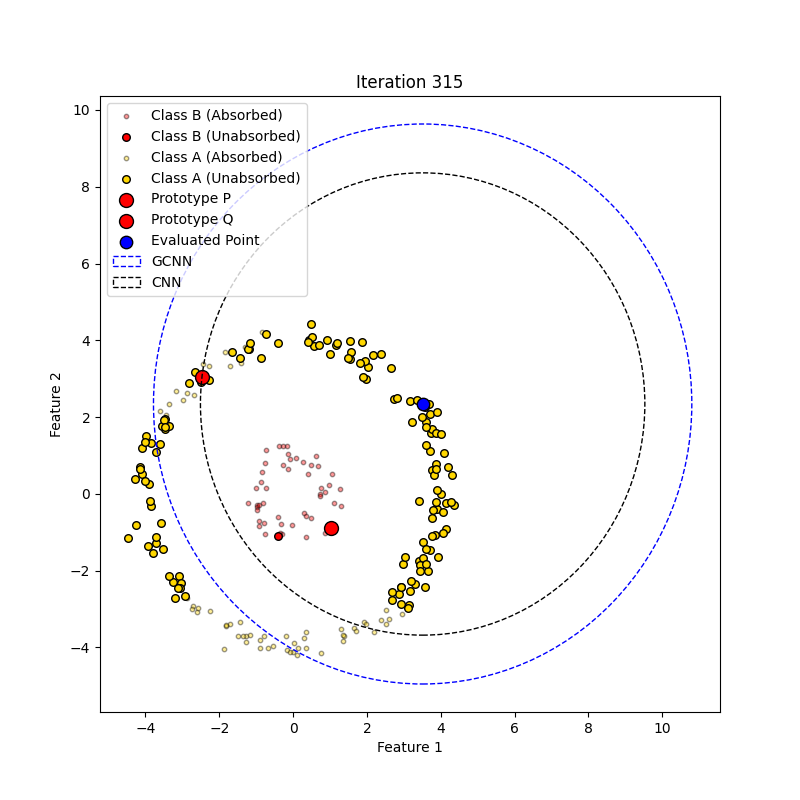 Iteration 315
Class B (Absorbed)
Class B (Unabsorbed)
Class A (Absorbed)
Class A (Unabsorbed)
Prototype P
Prototype Q
Evaluated Point
GCNN
CNN
10
8
6
4
2
0
−2
−4
Feature 2
−4 −2 0 2 4 6 8 10
Feature 1